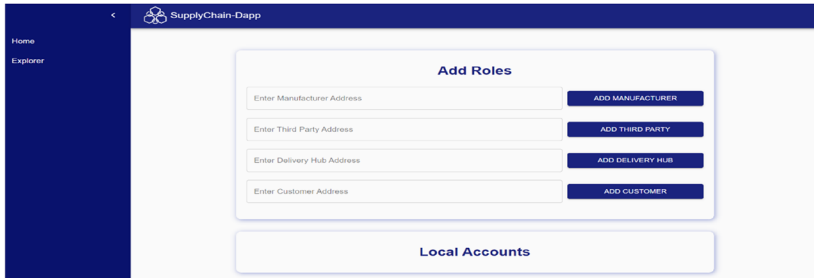 <
SupplyChain-Dapp
Home
Explorer
Add Roles
Enter Manufacturer Address
ADD MANUFACTURER
Enter Third Party Address
ADD THIRD PARTY
Enter Delivery Hub Address
ADD DELIVERY HUB
Enter Customer Address
ADD CUSTOMER
Local Accounts